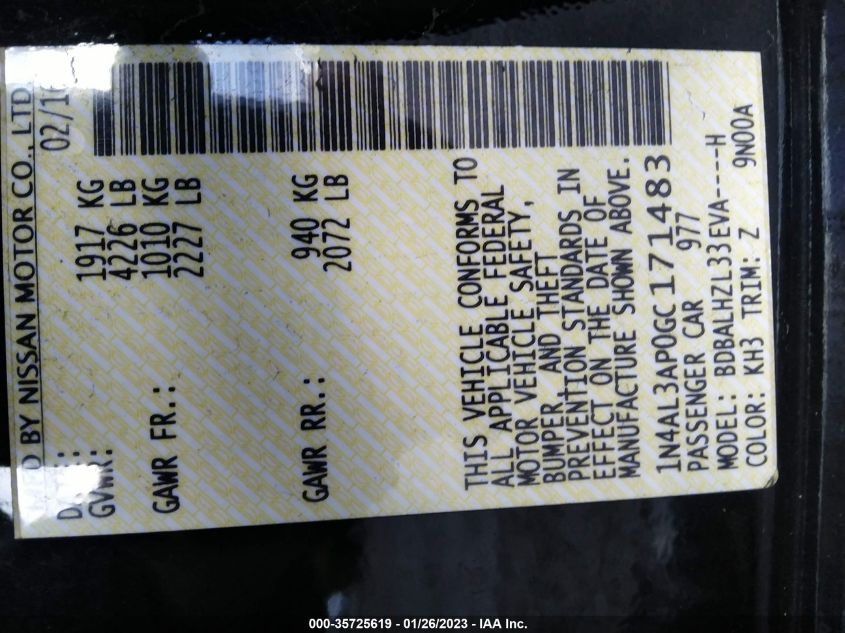 D BY NISSAN MOTOR CO., LTD.
02/16
GVWR: 1917 KG
4226 LB
GAWR FR.: 1010 KG
2227 LB
GAWR RR.: 940 KG
2072 LB
THIS VEHICLE CONFORMS TO
ALL APPLICABLE FEDERAL
MOTOR VEHICLE SAFETY,
BUMPER, AND THEFT
PREVENTION STANDARDS IN
EFFECT ON THE DATE OF
MANUFACTURE SHOWN ABOVE.
1N4AL3AP0GC171483
PASSENGER CAR 977
MODEL: BDBALHZL33EVA----H
COLOR: KH3 TRIM: Z 9N00A
000-35725619 - 01/26/2023 - IAA Inc.